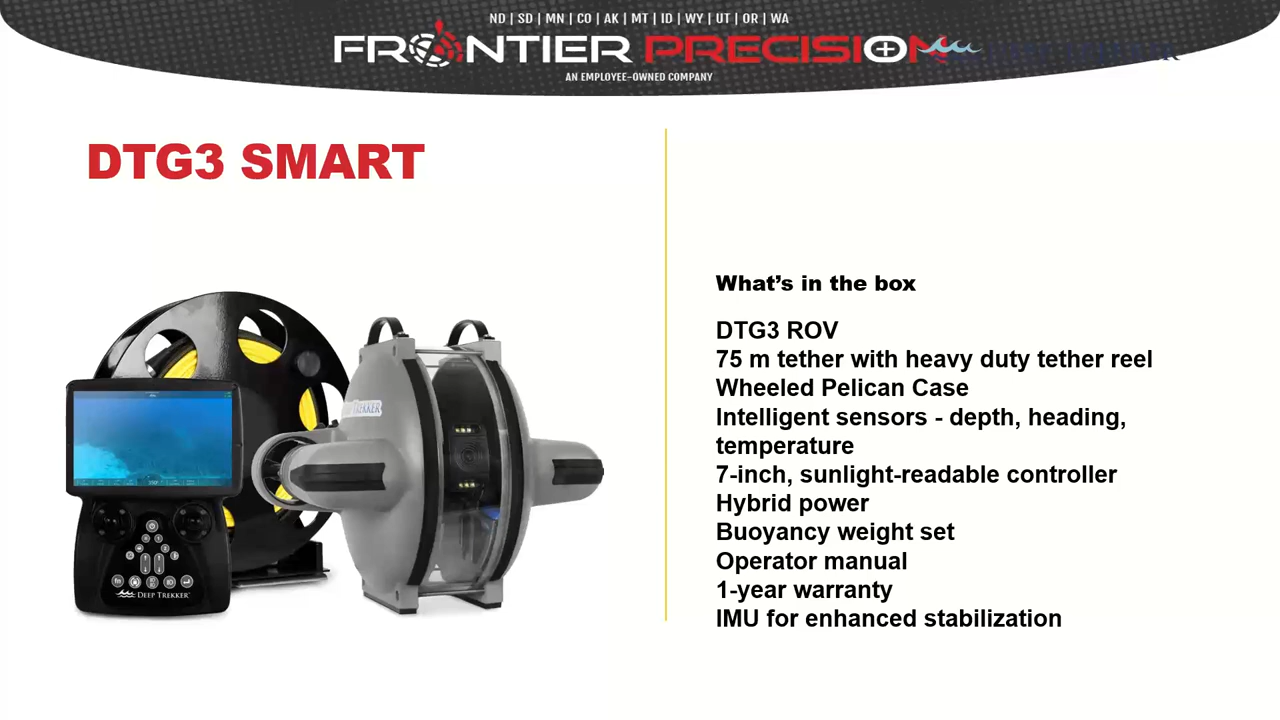 ND | SD | MN | CO | AK | MT | ID | WY | UT | OR | WA
FRONTIER PRECISION
AN EMPLOYEE-OWNED COMPANY
DTG3 SMART
What's in the box
DTG3 ROV
75 m tether with heavy duty tether reel
Wheeled Pelican Case
Intelligent sensors - depth, heading,
temperature
7-inch, sunlight-readable controller
Hybrid power
Buoyancy weight set
Operator manual
1-year warranty
IMU for enhanced stabilization
TREKKER
fn
DEEP TREKKER